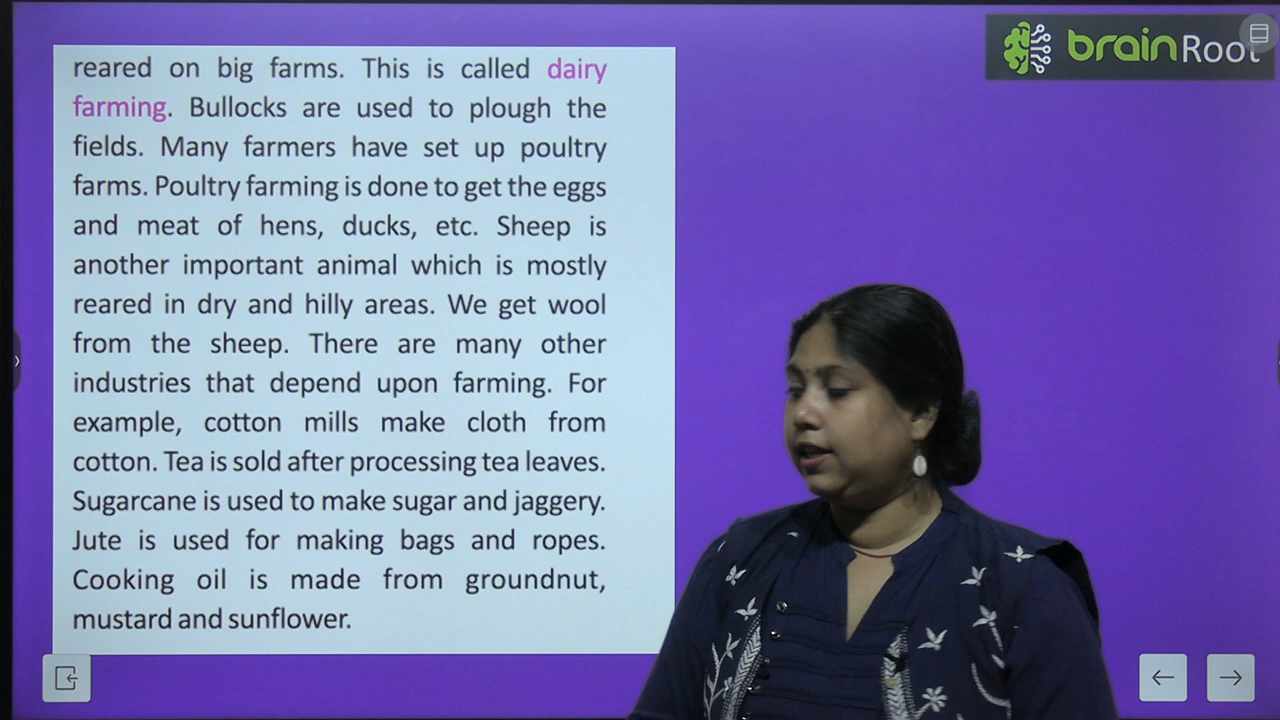 brainRoot
reared on big farms. This is called dairy
farming. Bullocks are used to plough the
fields. Many farmers have set up poultry
farms. Poultry farming is done to get the eggs
and meat of hens, ducks, etc. Sheep is
another important animal which is mostly
reared in dry and hilly areas. We get wool
from the sheep. There are many other
industries that depend upon farming. For
example, cotton mills make cloth from
cotton. Tea is sold after processing tea leaves.
Sugarcane is used to make sugar and jaggery.
Jute is used for making bags and ropes.
Cooking oil is made from groundnut,
mustard and sunflower.